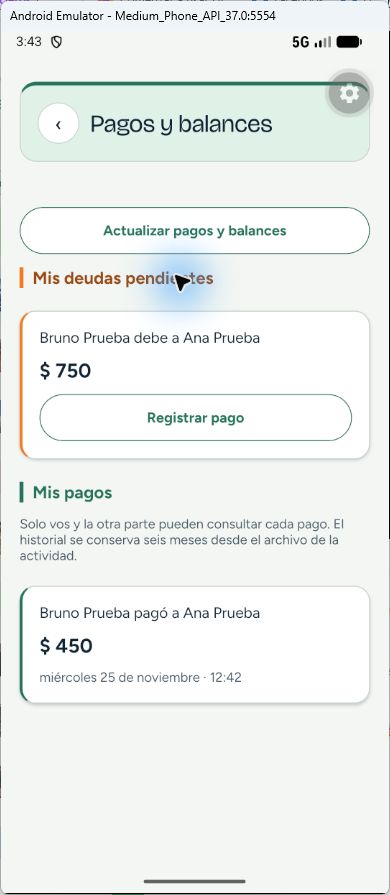 Android Emulator - Medium_Phone_API_37.0:5554
3:43
5G
‹ Pagos y balances
Actualizar pagos y balances
Mis deudas pendientes
Bruno Prueba debe a Ana Prueba
$ 750
Registrar pago
Mis pagos
Solo vos y la otra parte pueden consultar cada pago. El
historial se conserva seis meses desde el archivo de la
actividad.
Bruno Prueba pagó a Ana Prueba
$ 450
miércoles 25 de noviembre · 12:42